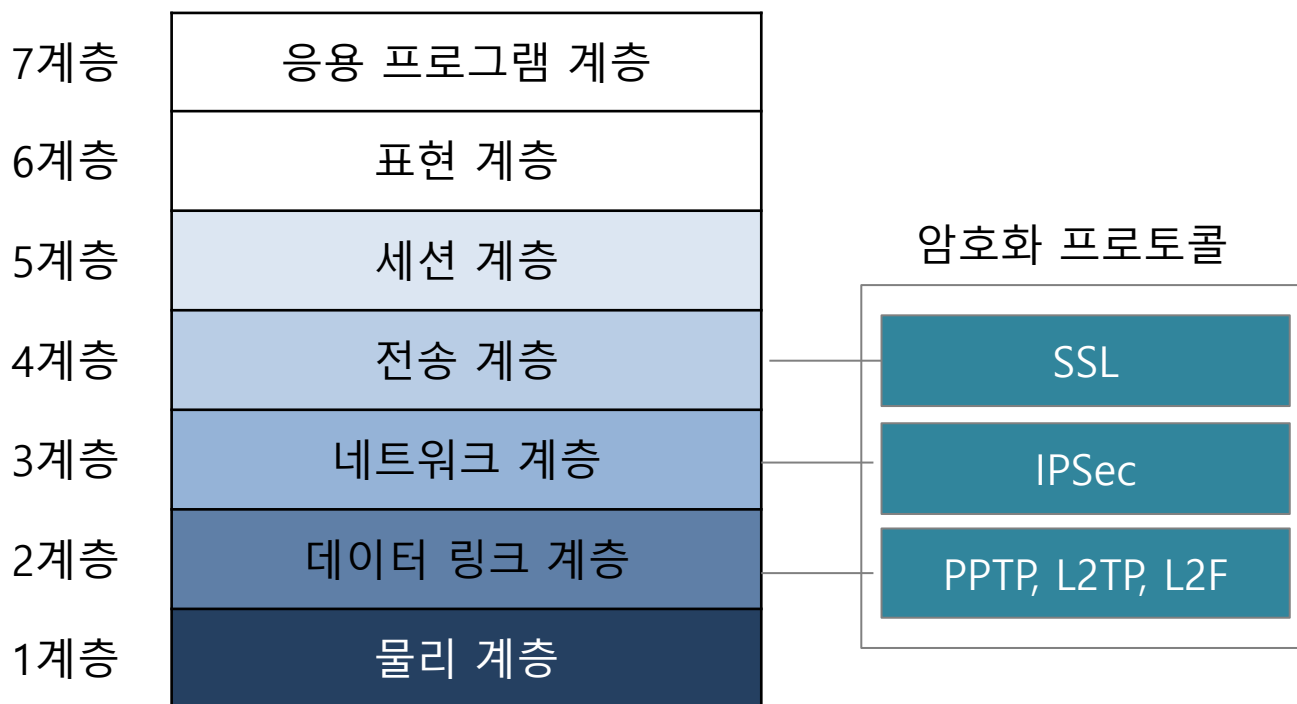 7계층 응용 프로그램 계층
6계층 표현 계층
5계층 세션 계층
암호화 프로토콜
4계층 전송 계층 SSL
3계층 네트워크 계층 IPSec
2계층 데이터 링크 계층 PPTP, L2TP, L2F
1계층 물리 계층